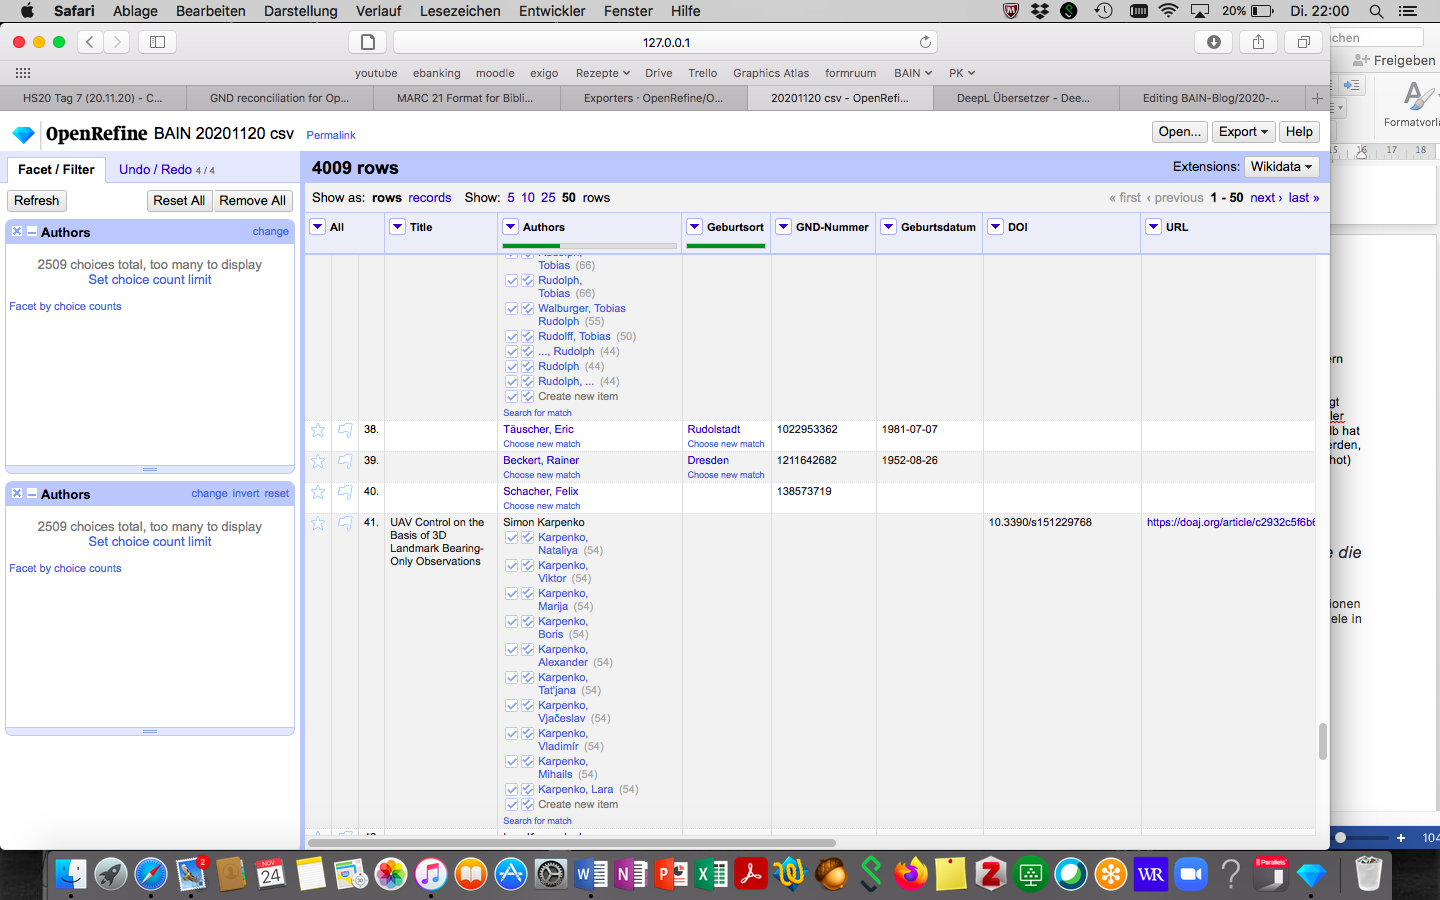 Safari Ablage Bearbeiten Darstellung Verlauf Lesezeichen Entwickler Fenster Hilfe 20% Di. 22:00
127.0.0.1
chen
youtube ebanking moodle exigo Rezepte Drive Trello Graphics Atlas formruum BAIN PK
Freigeben
HS20 Tag 7 (20.11.20) - C... GND reconciliation for Op... MARC 21 Format for Bibli... Exporters · OpenRefine/O... 20201120 csv - OpenRefi... DeepL Übersetzer - Dee... Editing BAIN-Blog/2020-...
Formatvorla
OpenRefine BAIN 20201120 csv Permalink Open... Export Help
15 16 17 18
Facet / Filter Undo / Redo 4 / 4
4009 rows Extensions: Wikidata
Refresh Reset All Remove All
Show as: rows records Show: 5 10 25 50 rows « first ‹ previous 1 - 50 next › last »
Authors change
2509 choices total, too many to display
Set choice count limit
Facet by choice counts
Authors change invert reset
2509 choices total, too many to display
Set choice count limit
Facet by choice counts
All Title Authors Geburtsort GND-Nummer Geburtsdatum DOI URL
Tobias (66)
Rudolph,
Tobias (66)
Walburger, Tobias
Rudolph (55)
Rudolff, Tobias (50)
..., Rudolph (44)
Rudolph (44)
Rudolph, ... (44)
Create new item
Search for match
38. Täuscher, Eric Rudolstadt 1022953362 1981-07-07
Choose new match Choose new match
39. Beckert, Rainer Dresden 1211642682 1952-08-26
Choose new match Choose new match
40. Schacher, Felix 138573719
Choose new match
41. UAV Control on the Simon Karpenko 10.3390/s151229768 https://doaj.org/article/c2932c5f6b6
Basis of 3D
Landmark Bearing-
Only Observations
Karpenko,
Nataliya (54)
Karpenko,
Viktor (54)
Karpenko,
Marija (54)
Karpenko,
Boris (54)
Karpenko,
Alexander (54)
Karpenko,
Tat'jana (54)
Karpenko,
Vjačeslav (54)
Karpenko,
Vladimír (54)
Karpenko,
Mihails (54)
Karpenko, Lara (54)
Create new item
Search for match
ern
gt
ler
b hat
erden,
hot)
e die
ionen
ele in
104
2
NOV
24
WR
Parallels